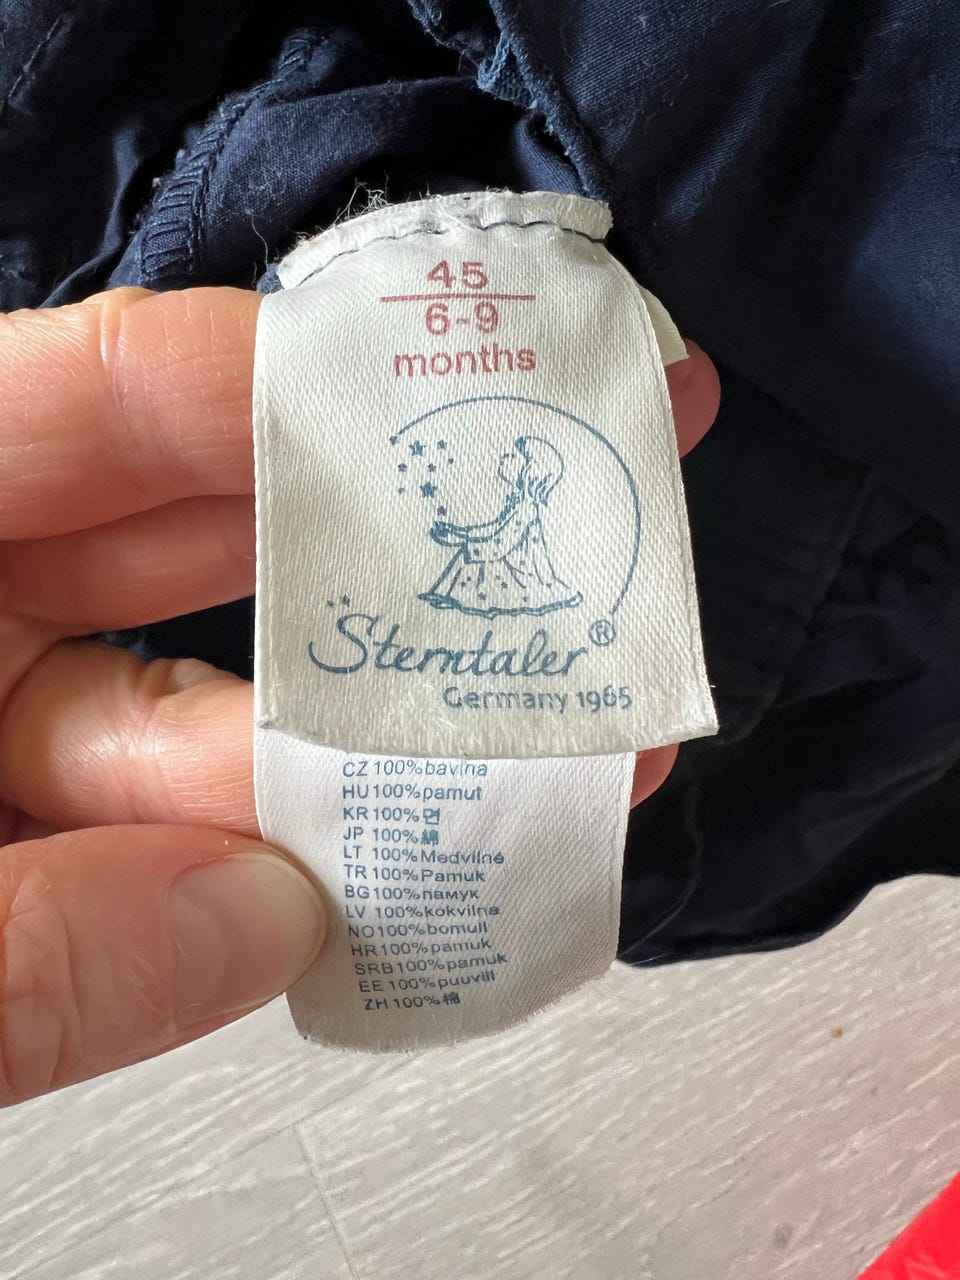 45
6-9
months
Sterntaler®
Germany 1965
CZ 100% bavlna
HU 100% pamut
KR 100% 면
JP 100% 綿
LT 100% Medvilnė
TR 100% Pamuk
BG 100% памук
LV 100% kokvilna
NO 100% bomull
HR 100% pamuk
SRB 100% pamuk
EE 100% puuvill
ZH 100% 棉